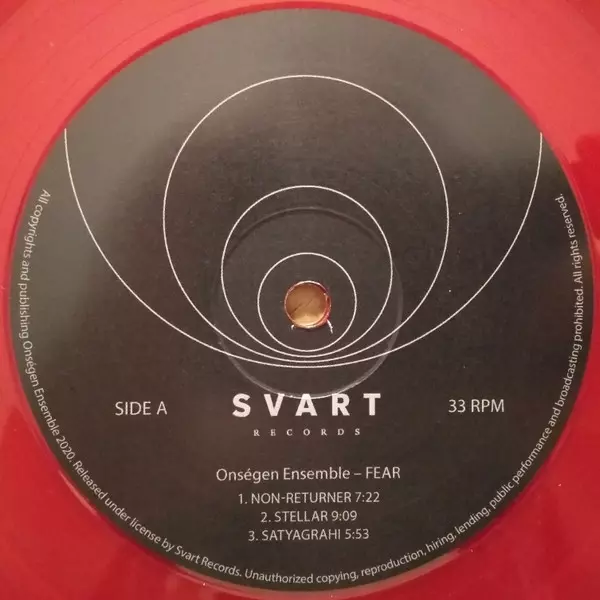 SIDE A
SVART
RECORDS
33 RPM
Onségen Ensemble – FEAR
1. NON-RETURNER 7:22
2. STELLAR 9:09
3. SATYAGRAHI 5:53
All copyrights and publishing Onségen Ensemble 2020. Released under license by Svart Records. Unauthorized copying, reproduction, hiring, lending, public performance and broadcasting prohibited. All rights reserved.